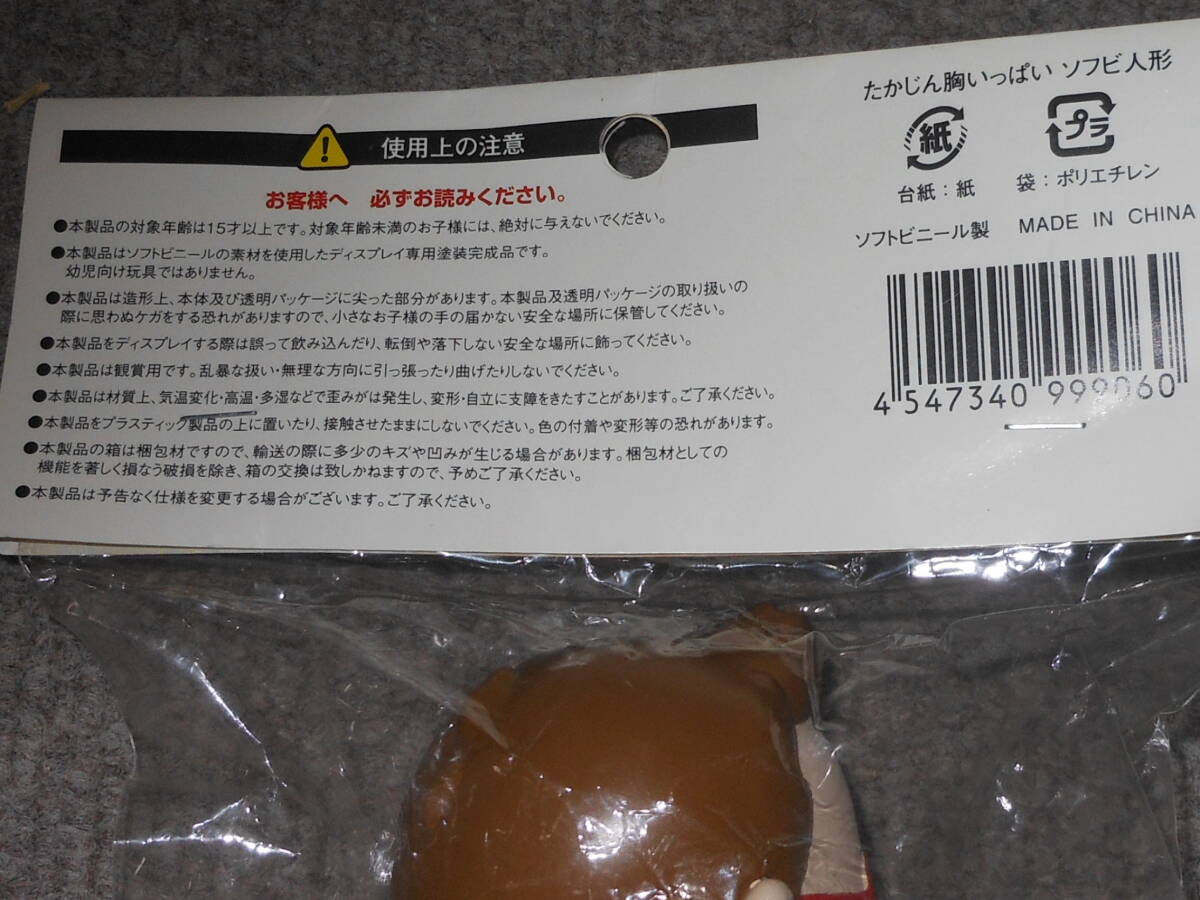 使用上の注意
お客様へ 必ずお読みください。
●本製品の対象年齢は15才以上です。対象年齢未満のお子様には、絶対に与えないでください。
●本製品はソフトビニールの素材を使用したディスプレイ専用塗装完成品です。
幼児向け玩具ではありません。
●本製品は造形上、本体及び透明パッケージに尖った部分があります。本製品及透明パッケージの取り扱いの
際に思わぬケガをする恐れがありますので、小さなお子様の手の届かない安全な場所に保管してください。
●本製品をディスプレイする際は誤って飲み込んだり、転倒や落下しない安全な場所に飾ってください。
●本製品は観賞用です。乱暴な扱い・無理な方向に引っ張ったり曲げたりしないでください。
●本製品は材質上、気温変化・高温・多湿などで歪みがは発生し、変形・自立に支障をきたすことがあります。ご了承ください。
●本製品をプラスティック製品の上に置いたり、接触させたままにしないでください。色の付着や変形等の恐れがあります。
●本製品の箱は梱包材ですので、輸送の際に多少のキズや凹みが生じる場合があります。梱包材としての
機能を著しく損なう破損を除き、箱の交換は致しかねますので、予めご了承ください。
●本製品は予告なく仕様を変更する場合がございます。ご了承ください。
たかじん胸いっぱい ソフビ人形
紙 プラ
台紙：紙 袋：ポリエチレン
ソフトビニール製 MADE IN CHINA
4 547340 999060